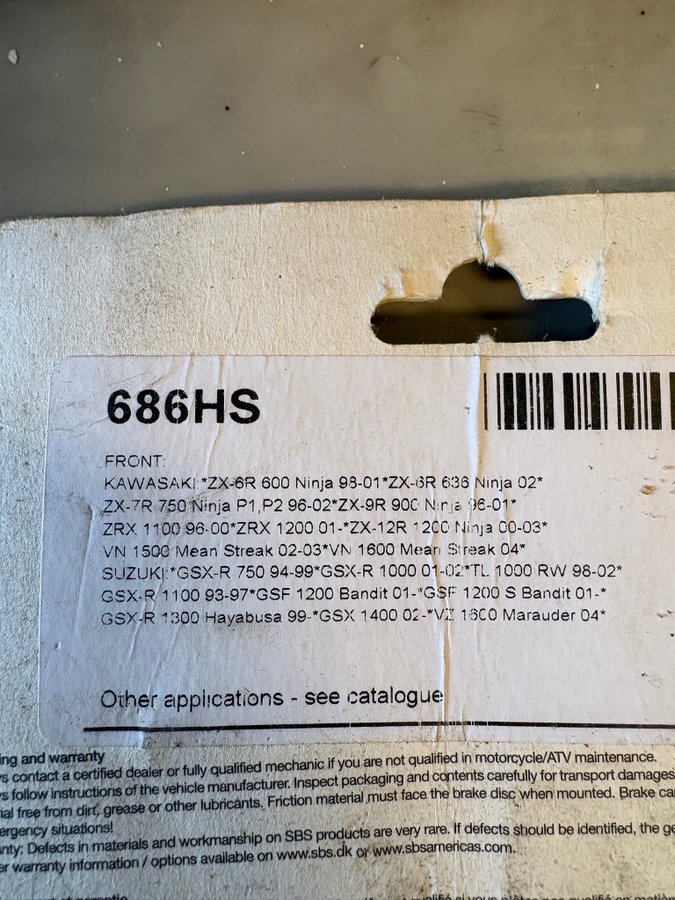 686HS
FRONT:
KAWASAKI:*ZX-6R 600 Ninja 98-01*ZX-6R 636 Ninja 02*
ZX-7R 750 Ninja P1,P2 96-02*ZX-9R 900 Ninja 96-01*
ZRX 1100 96-00*ZRX 1200 01-*ZX-12R 1200 Ninja 00-03*
VN 1500 Mean Streak 02-03*VN 1600 Mean Streak 04*
SUZUKI:*GSX-R 750 94-99*GSX-R 1000 01-02*TL 1000 RW 98-02*
GSX-R 1100 93-97*GSF 1200 Bandit 01-*GSF 1200 S Bandit 01-*
GSX-R 1300 Hayabusa 99-*GSX 1400 02-*VZ 1600 Marauder 04*
Other applications - see catalogue
ing and warranty
ys contact a certified dealer or fully qualified mechanic if you are not qualified in motorcycle/ATV maintenance.
ys follow instructions of the vehicle manufacturer. Inspect packaging and contents carefully for transport damages
ial free from dirt, grease or other lubricants. Friction material must face the brake disc when mounted. Brake ca
ergency situations!
nty: Defects in materials and workmanship on SBS products are very rare. If defects should be identified, the ge
er warranty information / options available on www.sbs.dk or www.sbsamericas.com.